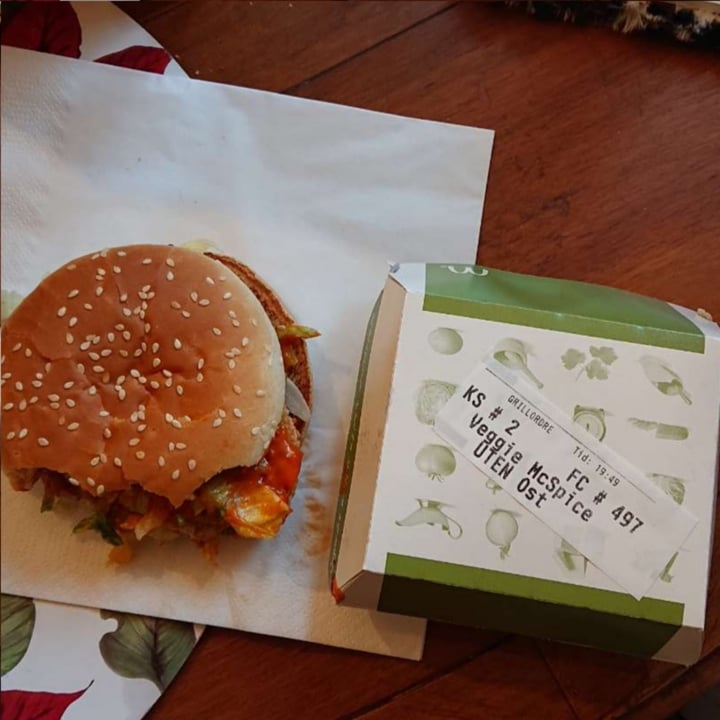 GRILLORDRE Tid: 19:49
KS # 2 FC # 497
Veggie McSpice
UTEN Ost